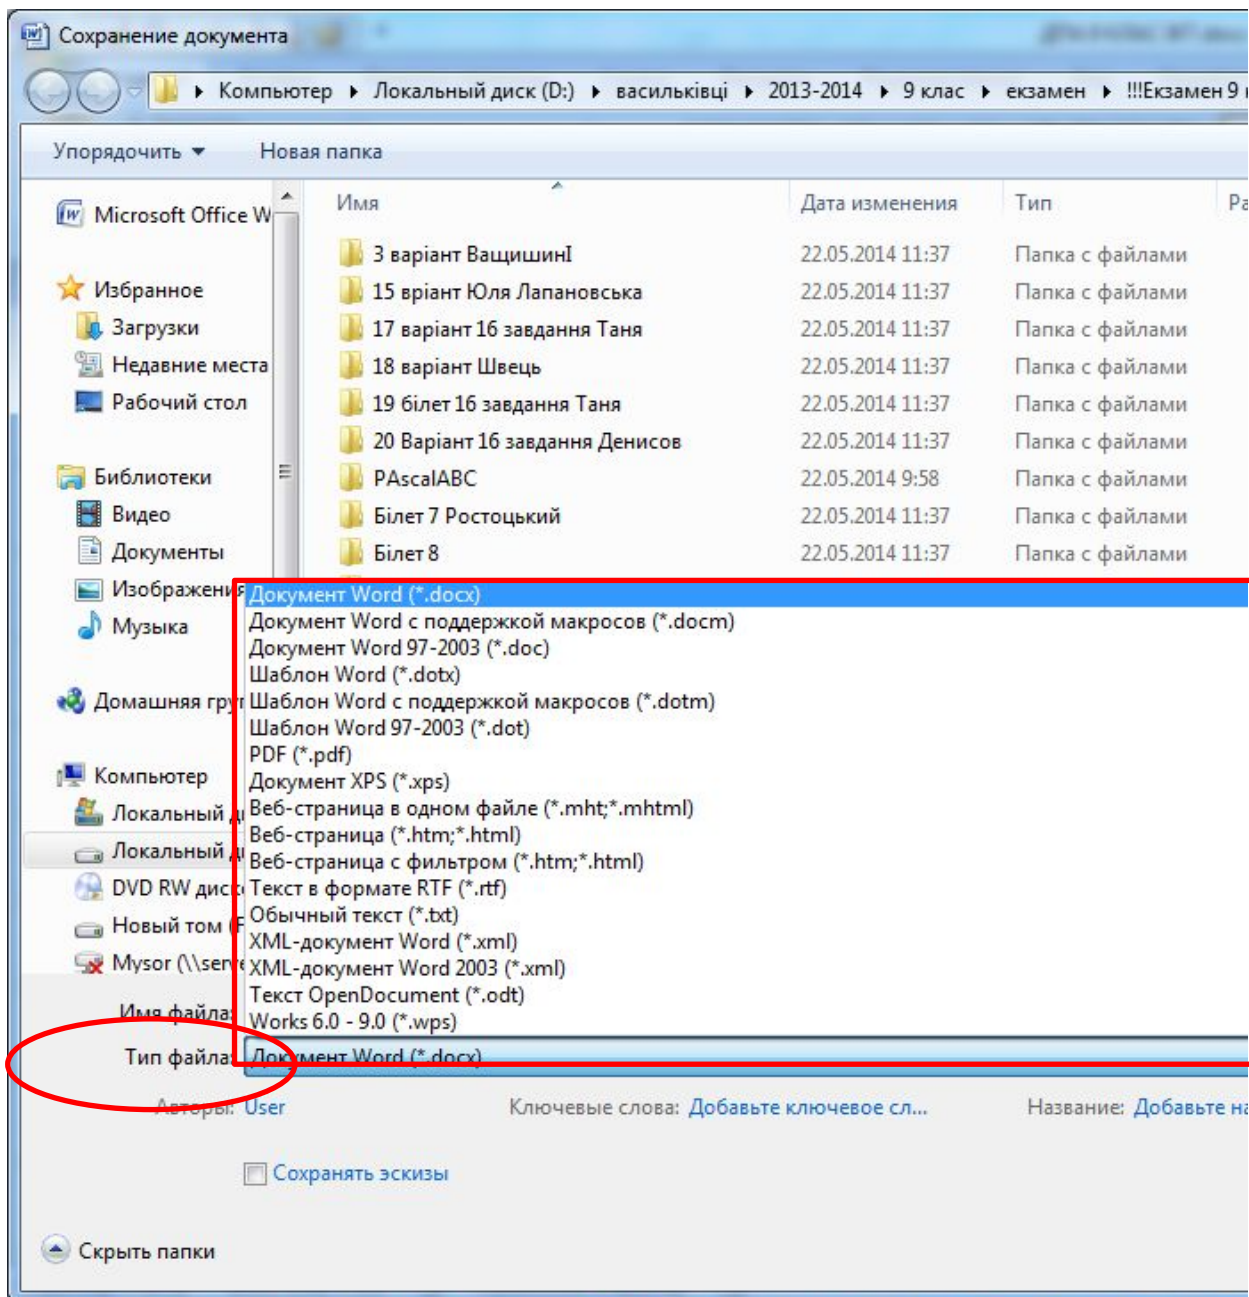 Сохранение документа
Компьютер ▸ Локальный диск (D:) ▸ васильківці ▸ 2013-2014 ▸ 9 клас ▸ екзамен ▸ !!!Екзамен 9
Упорядочить Новая папка
Microsoft Office W
Имя Дата изменения Тип Ра
3 варіант ВащишинІ 22.05.2014 11:37 Папка с файлами
Избранное
15 вріант Юля Лапановська 22.05.2014 11:37 Папка с файлами
Загрузки
17 варіант 16 завдання Таня 22.05.2014 11:37 Папка с файлами
Недавние места
18 варіант Швець 22.05.2014 11:37 Папка с файлами
Рабочий стол
19 білет 16 завдання Таня 22.05.2014 11:37 Папка с файлами
20 Варіант 16 завдання Денисов 22.05.2014 11:37 Папка с файлами
Библиотеки
PAscalABC 22.05.2014 9:58 Папка с файлами
Видео
Білет 7 Ростоцький 22.05.2014 11:37 Папка с файлами
Документы
Білет 8 22.05.2014 11:37 Папка с файлами
Изображения
Музыка
Домашняя гру
Компьютер
Локальный д
Локальный д
DVD RW диск
Новый том (F
Mysor (\\serve
Документ Word (*.docx)
Документ Word с поддержкой макросов (*.docm)
Документ Word 97-2003 (*.doc)
Шаблон Word (*.dotx)
Шаблон Word с поддержкой макросов (*.dotm)
Шаблон Word 97-2003 (*.dot)
PDF (*.pdf)
Документ XPS (*.xps)
Веб-страница в одном файле (*.mht;*.mhtml)
Веб-страница (*.htm;*.html)
Веб-страница с фильтром (*.htm;*.html)
Текст в формате RTF (*.rtf)
Обычный текст (*.txt)
XML-документ Word (*.xml)
XML-документ Word 2003 (*.xml)
Текст OpenDocument (*.odt)
Works 6.0 - 9.0 (*.wps)
Имя файла:
Тип файла: Документ Word (*.docx)
Авторы: User Ключевые слова: Добавьте ключевое сл... Название: Добавьте на
Сохранять эскизы
Скрыть папки